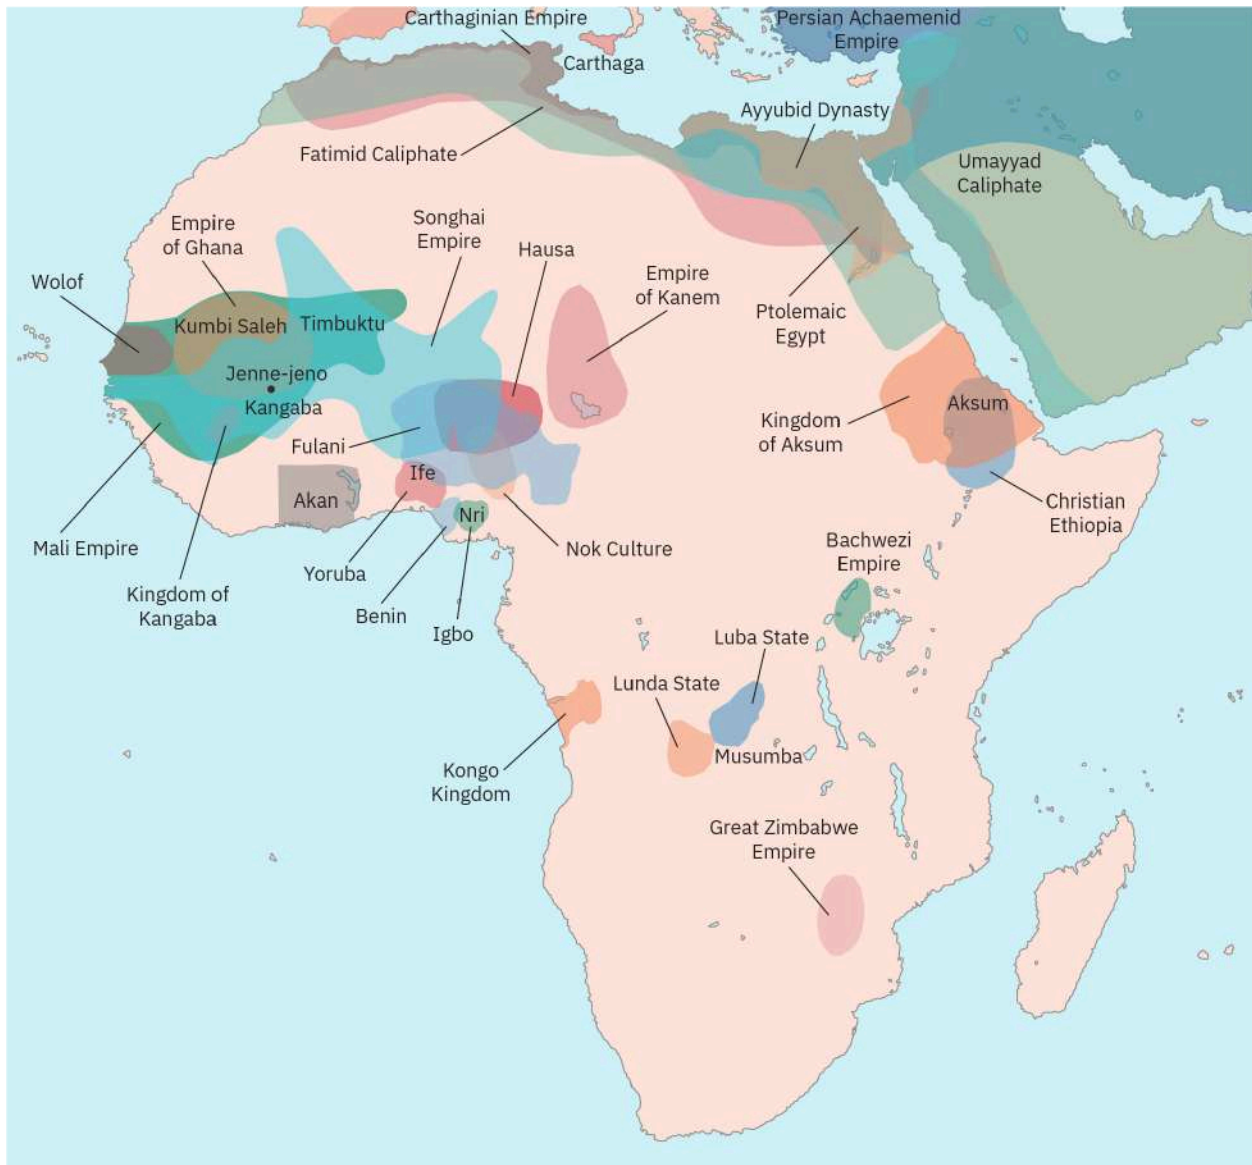 Carthaginian Empire
Persian Achaemenid
Empire
Carthaga
Ayyubid Dynasty
Fatimid Caliphate
Umayyad
Caliphate
Empire
of Ghana
Songhai
Empire
Hausa
Wolof
Empire
of Kanem
Kumbi Saleh
Timbuktu
Ptolemaic
Egypt
Jenne-jeno
Kangaba
Aksum
Kingdom
of Aksum
Fulani
Ife
Akan
Nri
Christian
Ethiopia
Mali Empire
Nok Culture
Bachwezi
Empire
Yoruba
Kingdom of
Kangaba
Benin
Igbo
Luba State
Lunda State
Musumba
Kongo
Kingdom
Great Zimbabwe
Empire